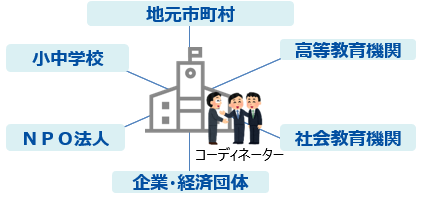 地元市町村
小中学校
高等教育機関
ＮＰＯ法人
コーディネーター
社会教育機関
企業・経済団体